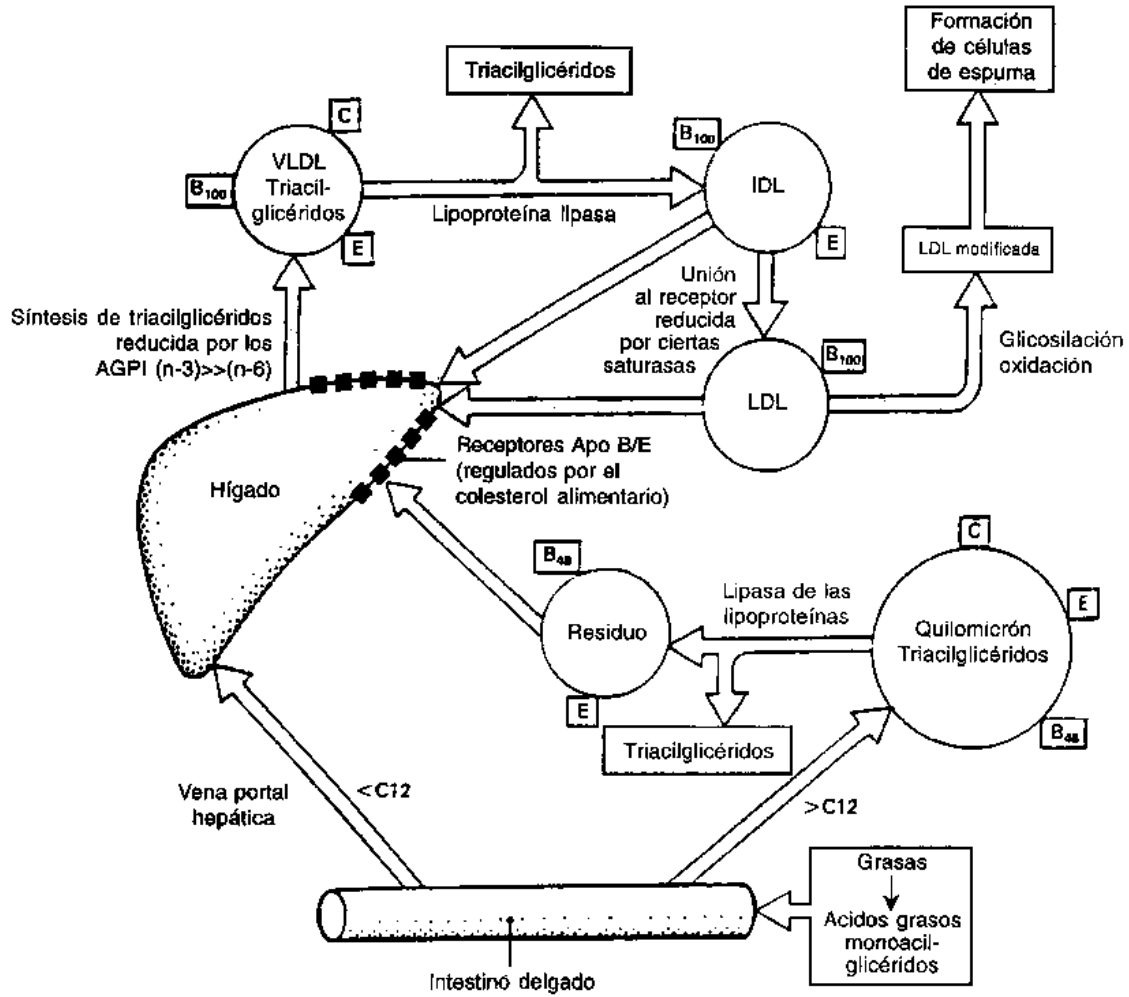 Formación
de células
de espuma
Triacilglicéridos
C
VLDL
Triacil-
glicéridos
B100
E
Lipoproteína lipasa
B100
IDL
E
LDL modificada
Síntesis de triacilglicéridos
reducida por los
AGPI (n-3)>>(n-6)
Unión
al receptor
reducida
por ciertas
saturasas
B100
LDL
Glicosilación
oxidación
Receptores Apo B/E
(regulados por el
colesterol alimentario)
Hígado
B48
Residuo
E
Lipasa de las
lipoproteínas
C
E
Quilomicrón
Triacilglicéridos
B48
Triacilglicéridos
Vena portal
hepática
<C12
>C12
Grasas
Acidos grasos
monoacil-
glicéridos
Intestino delgado